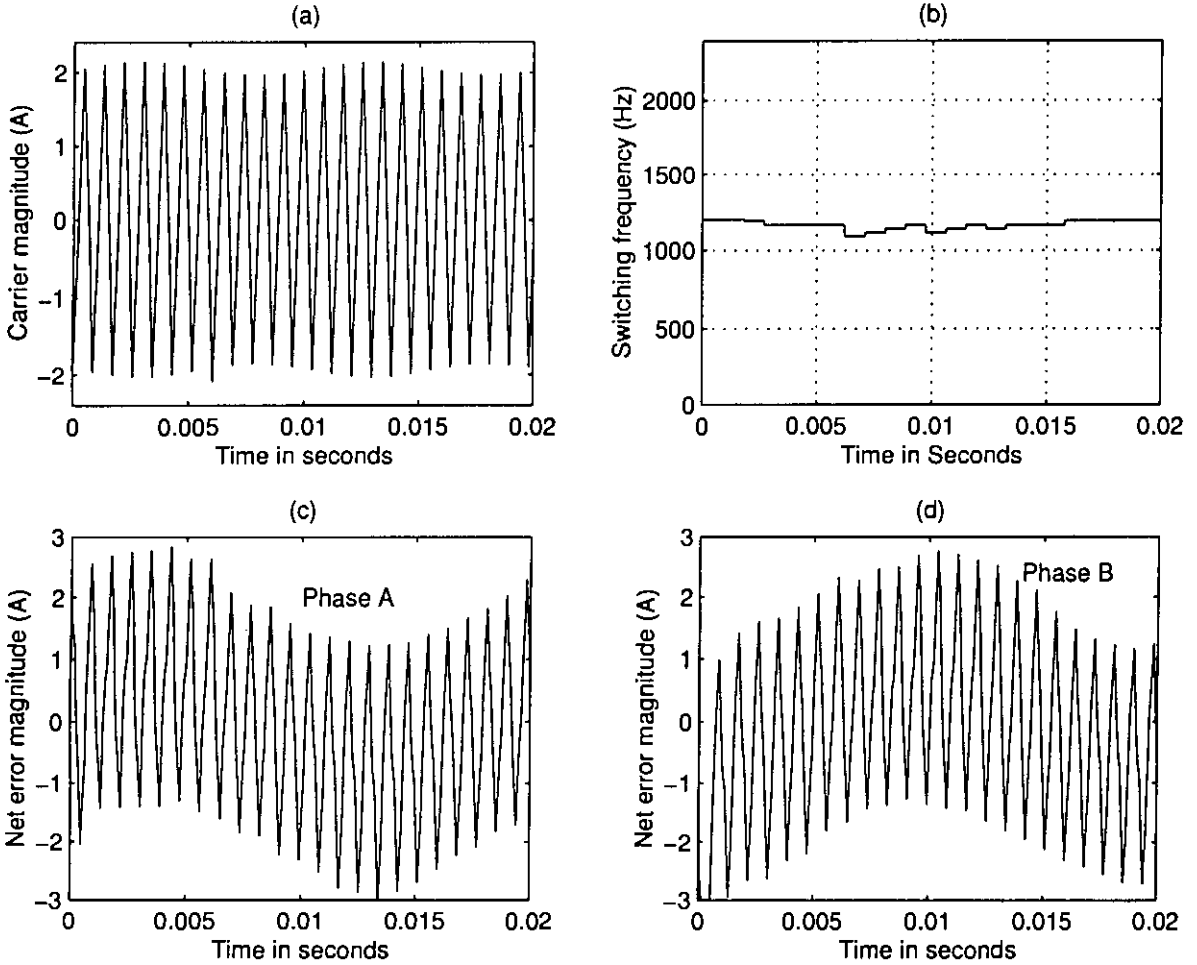 (a)
Carrier magnitude (A)
2
1
0
−1
−2
0 0.005 0.01 0.015 0.02
Time in seconds
(b)
Switching frequency (Hz)
2000
1500
1000
500
0
0 0.005 0.01 0.015 0.02
Time in Seconds
(c)
Net error magnitude (A)
3
2
1
0
−1
−2
−3
Phase A
0 0.005 0.01 0.015 0.02
Time in seconds
(d)
Net error magnitude (A)
3
2
1
0
−1
−2
−3
Phase B
0 0.005 0.01 0.015 0.02
Time in seconds